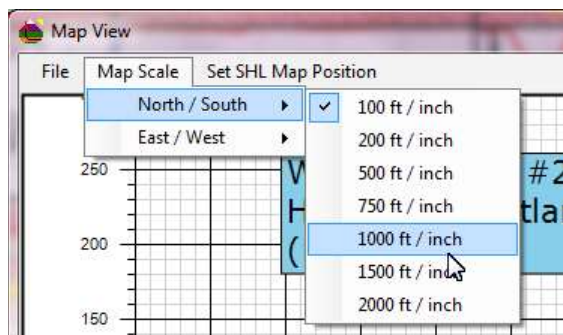 Map View
File Map Scale Set SHL Map Position
North / South
East / West
100 ft / inch
200 ft / inch
500 ft / inch
750 ft / inch
1000 ft / inch
1500 ft / inch
2000 ft / inch
250 W #2
200 H tla
(
150